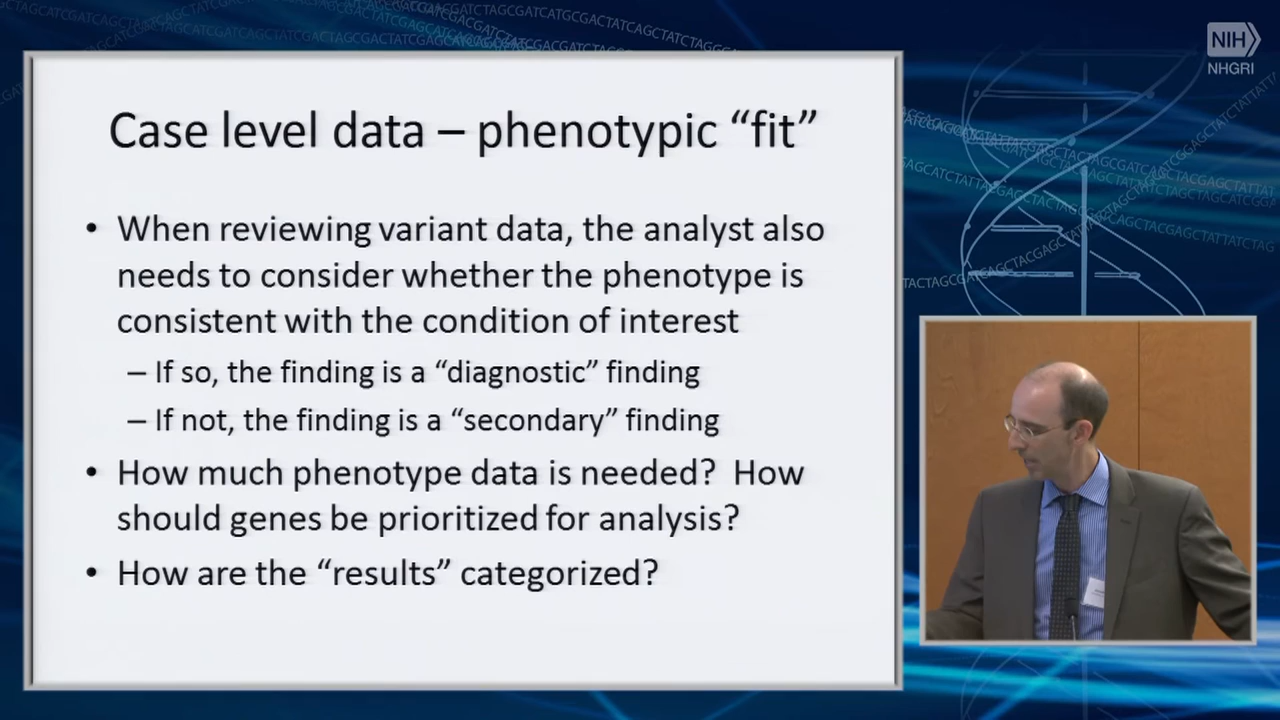 NIH
NHGRI
Case level data – phenotypic “fit”
• When reviewing variant data, the analyst also
needs to consider whether the phenotype is
consistent with the condition of interest
– If so, the finding is a “diagnostic” finding
– If not, the finding is a “secondary” finding
• How much phenotype data is needed?  How
should genes be prioritized for analysis?
• How are the “results” categorized?